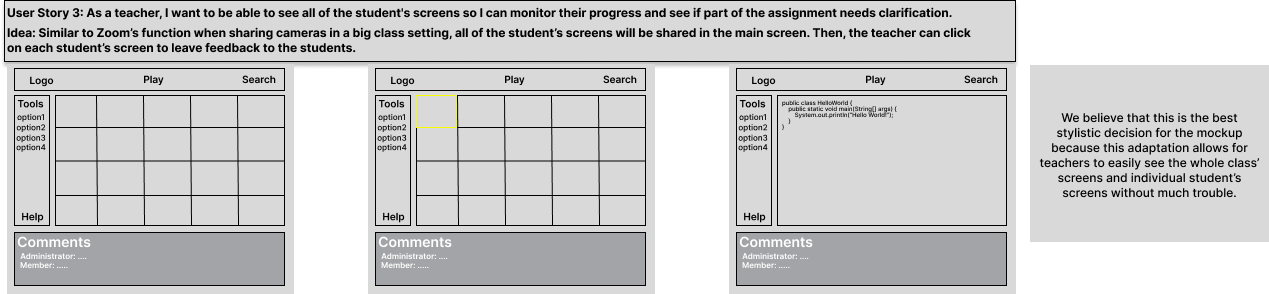 User Story 3: As a teacher, I want to be able to see all of the student's screens so I can monitor their progress and see if part of the assignment needs clarification.
Idea: Similar to Zoom's function when sharing cameras in a big class setting, all of the student's screens will be shared in the main screen. Then, the teacher can click
on each student's screen to leave feedback to the students.
Logo Play Search
Tools
option1
option2
option3
option4
Help
Comments
Administrator: ....
Member: .....
Logo Play Search
Tools
option1
option2
option3
option4
Help
Comments
Administrator: ....
Member: .....
Logo Play Search
Tools
option1
option2
option3
option4
Help
public class HelloWorld {
public static void main(String[] args) {
System.out.println("Hello World!");
}
}
Comments
Administrator: ....
Member: .....
We believe that this is the best
stylistic decision for the mockup
because this adaptation allows for
teachers to easily see the whole class'
screens and individual student's
screens without much trouble.